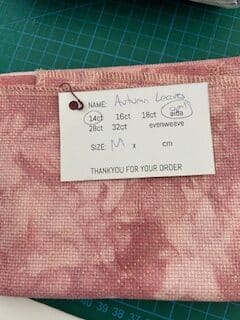 NAME: Autumn Leaves
14ct 16ct 18ct aida
28ct 32ct evenweave
SIZE: M x cm
THANKYOU FOR YOUR ORDER